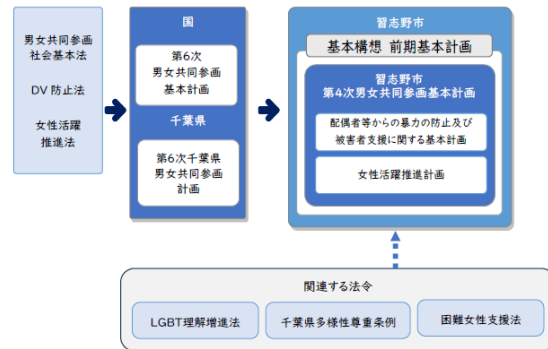 男女共同参画
社会基本法
DV 防止法
女性活躍
推進法
国
第6次
男女共同参画
基本計画
千葉県
第6次千葉県
男女共同参画
計画
習志野市
基本構想 前期基本計画
習志野市
第4次男女共同参画基本計画
配偶者等からの暴力の防止及び
被害者支援に関する基本計画
女性活躍推進計画
関連する法令
LGBT理解増進法
千葉県多様性尊重条例
困難女性支援法